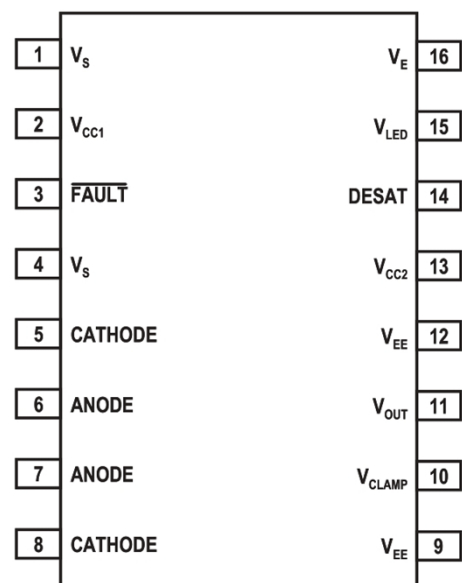 1 V_S V_E 16
2 V_CC1 V_LED 15
3 F̅A̅U̅L̅T̅ DESAT 14
4 V_S V_CC2 13
5 CATHODE V_EE 12
6 ANODE V_OUT 11
7 ANODE V_CLAMP 10
8 CATHODE V_EE 9